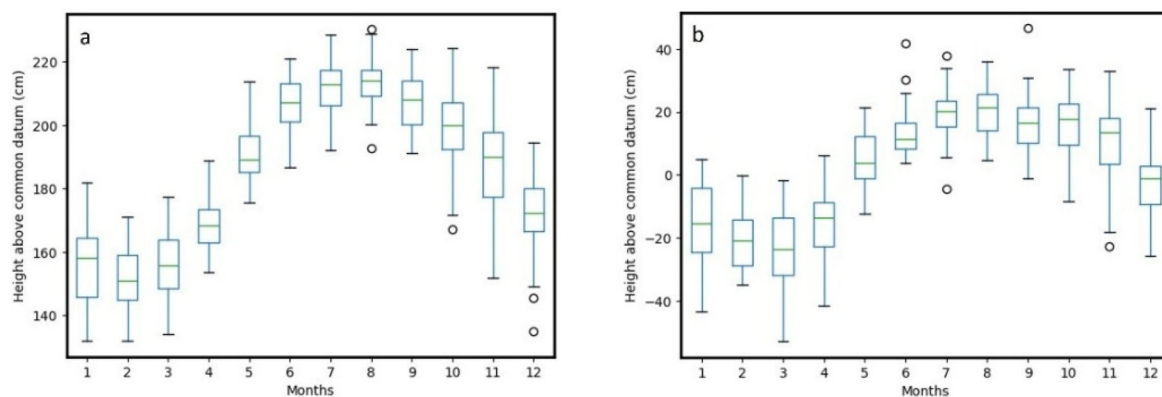 a
Height above common datum (cm)
220
200
180
160
140
1 2 3 4 5 6 7 8 9 10 11 12
Months
b
Height above common datum (cm)
40
20
0
−20
−40
1 2 3 4 5 6 7 8 9 10 11 12
Months